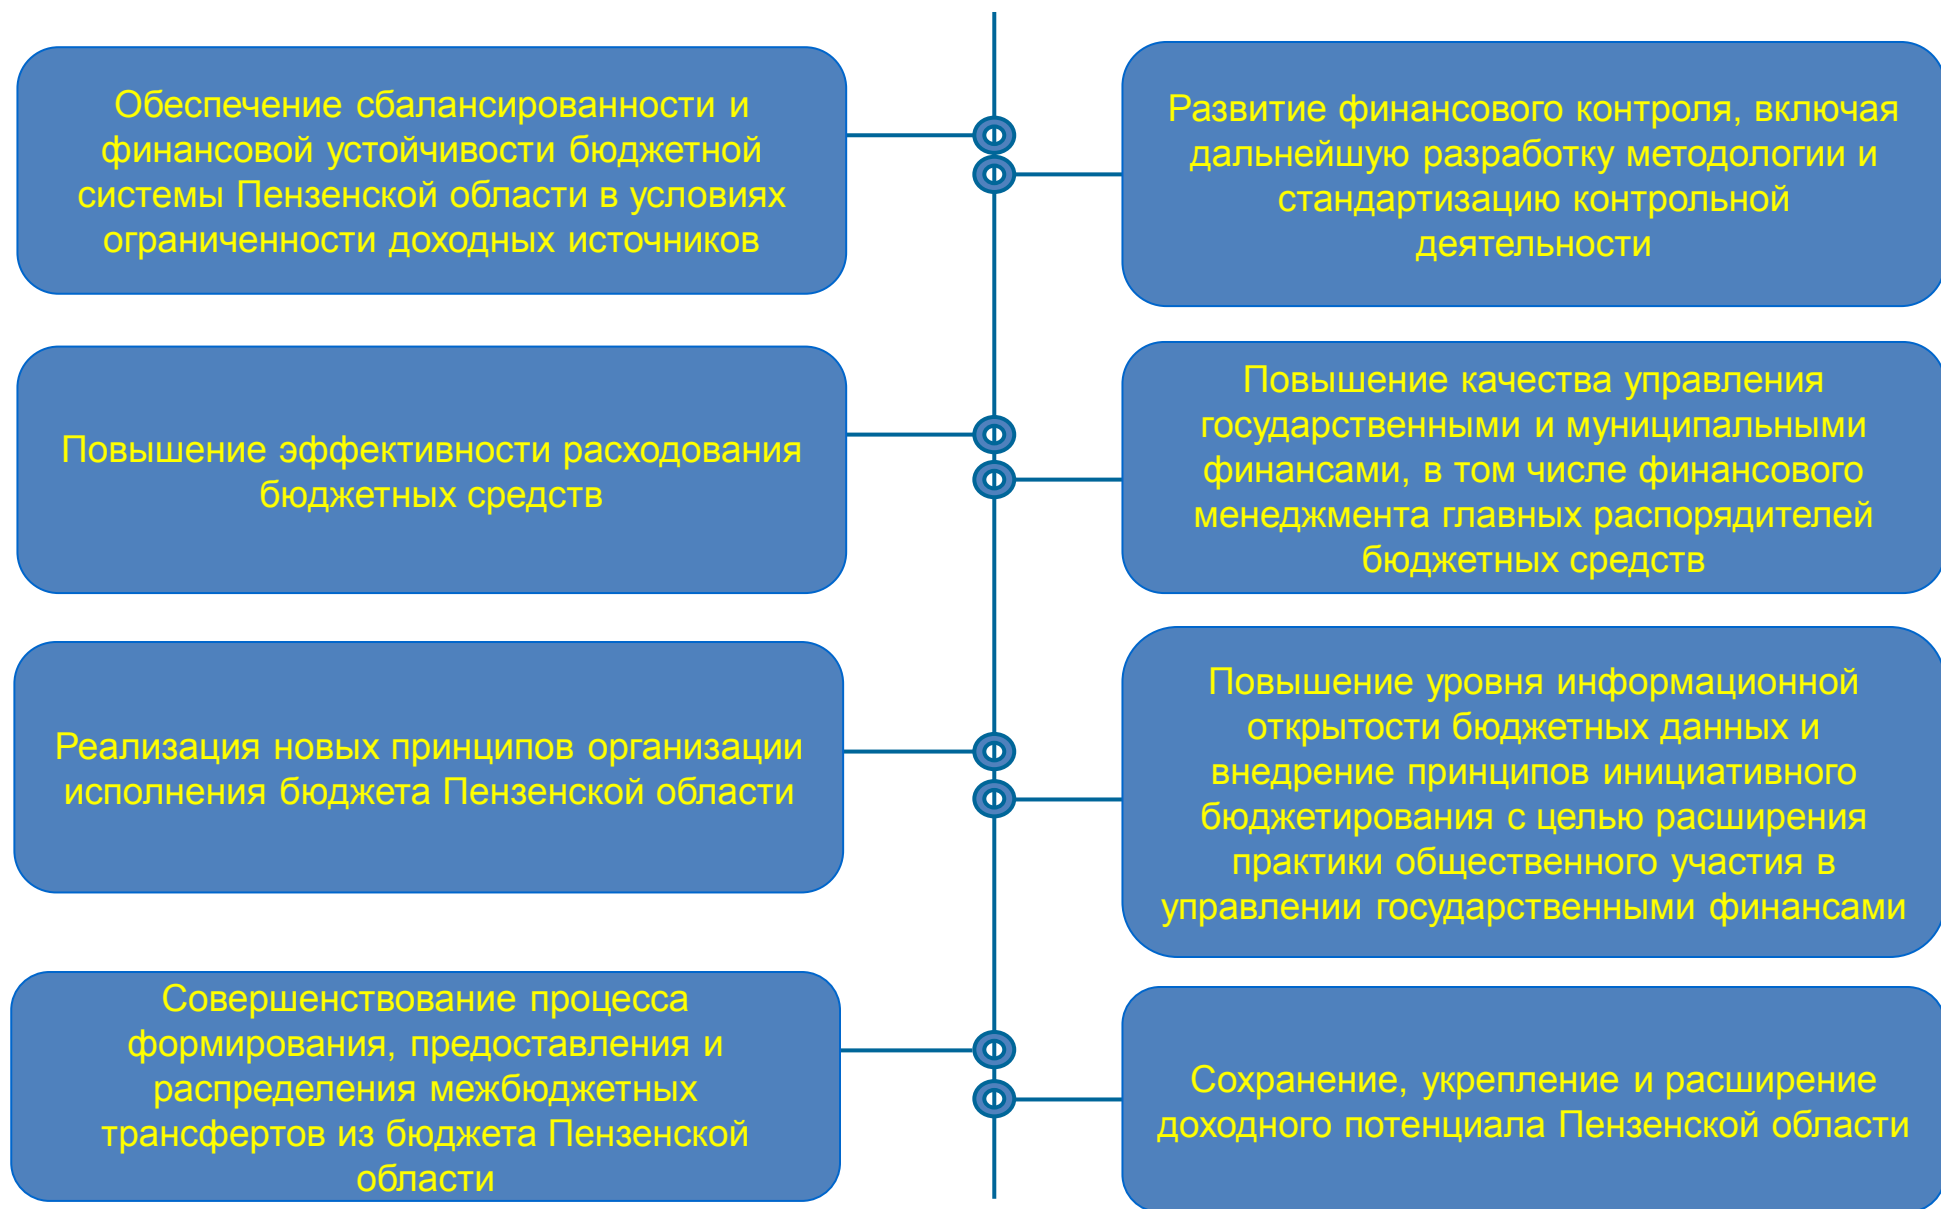 Обеспечение сбалансированности и
финансовой устойчивости бюджетной
системы Пензенской области в условиях
ограниченности доходных источников
Развитие финансового контроля, включая
дальнейшую разработку методологии и
стандартизацию контрольной
деятельности
Повышение эффективности расходования
бюджетных средств
Повышение качества управления
государственными и муниципальными
финансами, в том числе финансового
менеджмента главных распорядителей
бюджетных средств
Реализация новых принципов организации
исполнения бюджета Пензенской области
Повышение уровня информационной
открытости бюджетных данных и
внедрение принципов инициативного
бюджетирования с целью расширения
практики общественного участия в
управлении государственными финансами
Совершенствование процесса
формирования, предоставления и
распределения межбюджетных
трансфертов из бюджета Пензенской
области
Сохранение, укрепление и расширение
доходного потенциала Пензенской области